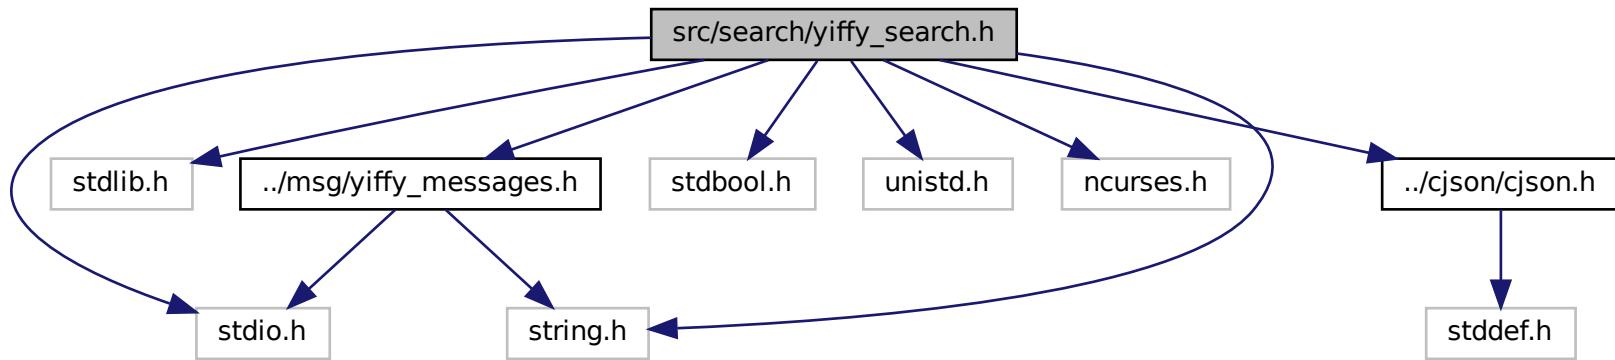 src/search/yiffy_search.h
stdlib.h
../msg/yiffy_messages.h
stdbool.h
unistd.h
ncurses.h
../cjson/cjson.h
stdio.h
string.h
stddef.h